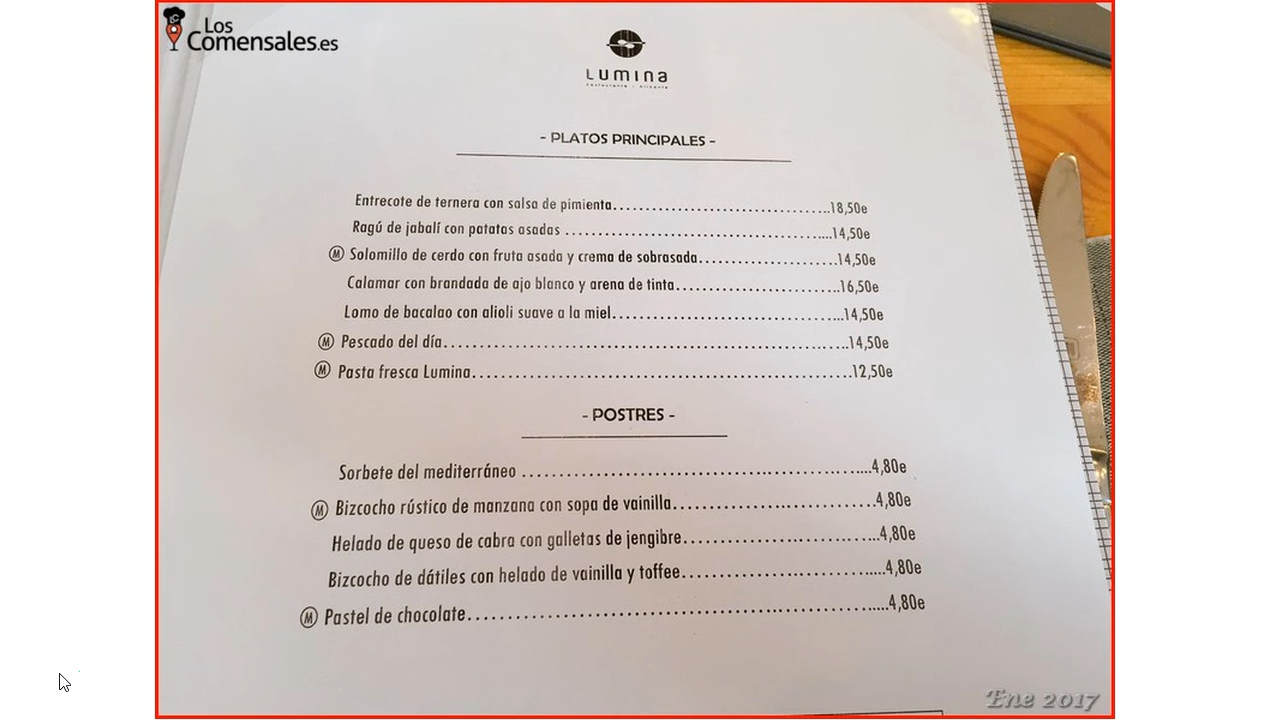 Los
Comensales.es
Lumina
restaurante - alicante
- PLATOS PRINCIPALES -
Entrecote de ternera con salsa de pimienta..................................18,50e
Ragú de jabalí con patatas asadas ........................................14,50e
Ⓜ Solomillo de cerdo con fruta asada y crema de sobrasada......................14,50e
Calamar con brandada de ajo blanco y arena de tinta..........................16,50e
Lomo de bacalao con alioli suave a la miel....................................14,50e
Ⓜ Pescado del día...............................................................14,50e
Ⓜ Pasta fresca Lumina...........................................................12,50e
- POSTRES -
Sorbete del mediterráneo ...................................................4,80e
Ⓜ Bizcocho rústico de manzana con sopa de vainilla..............................4,80e
Helado de queso de cabra con galletas de jengibre.............................4,80e
Bizcocho de dátiles con helado de vainilla y toffee.............................4,80e
Ⓜ Pastel de chocolate............................................................4,80e
Ene 2017